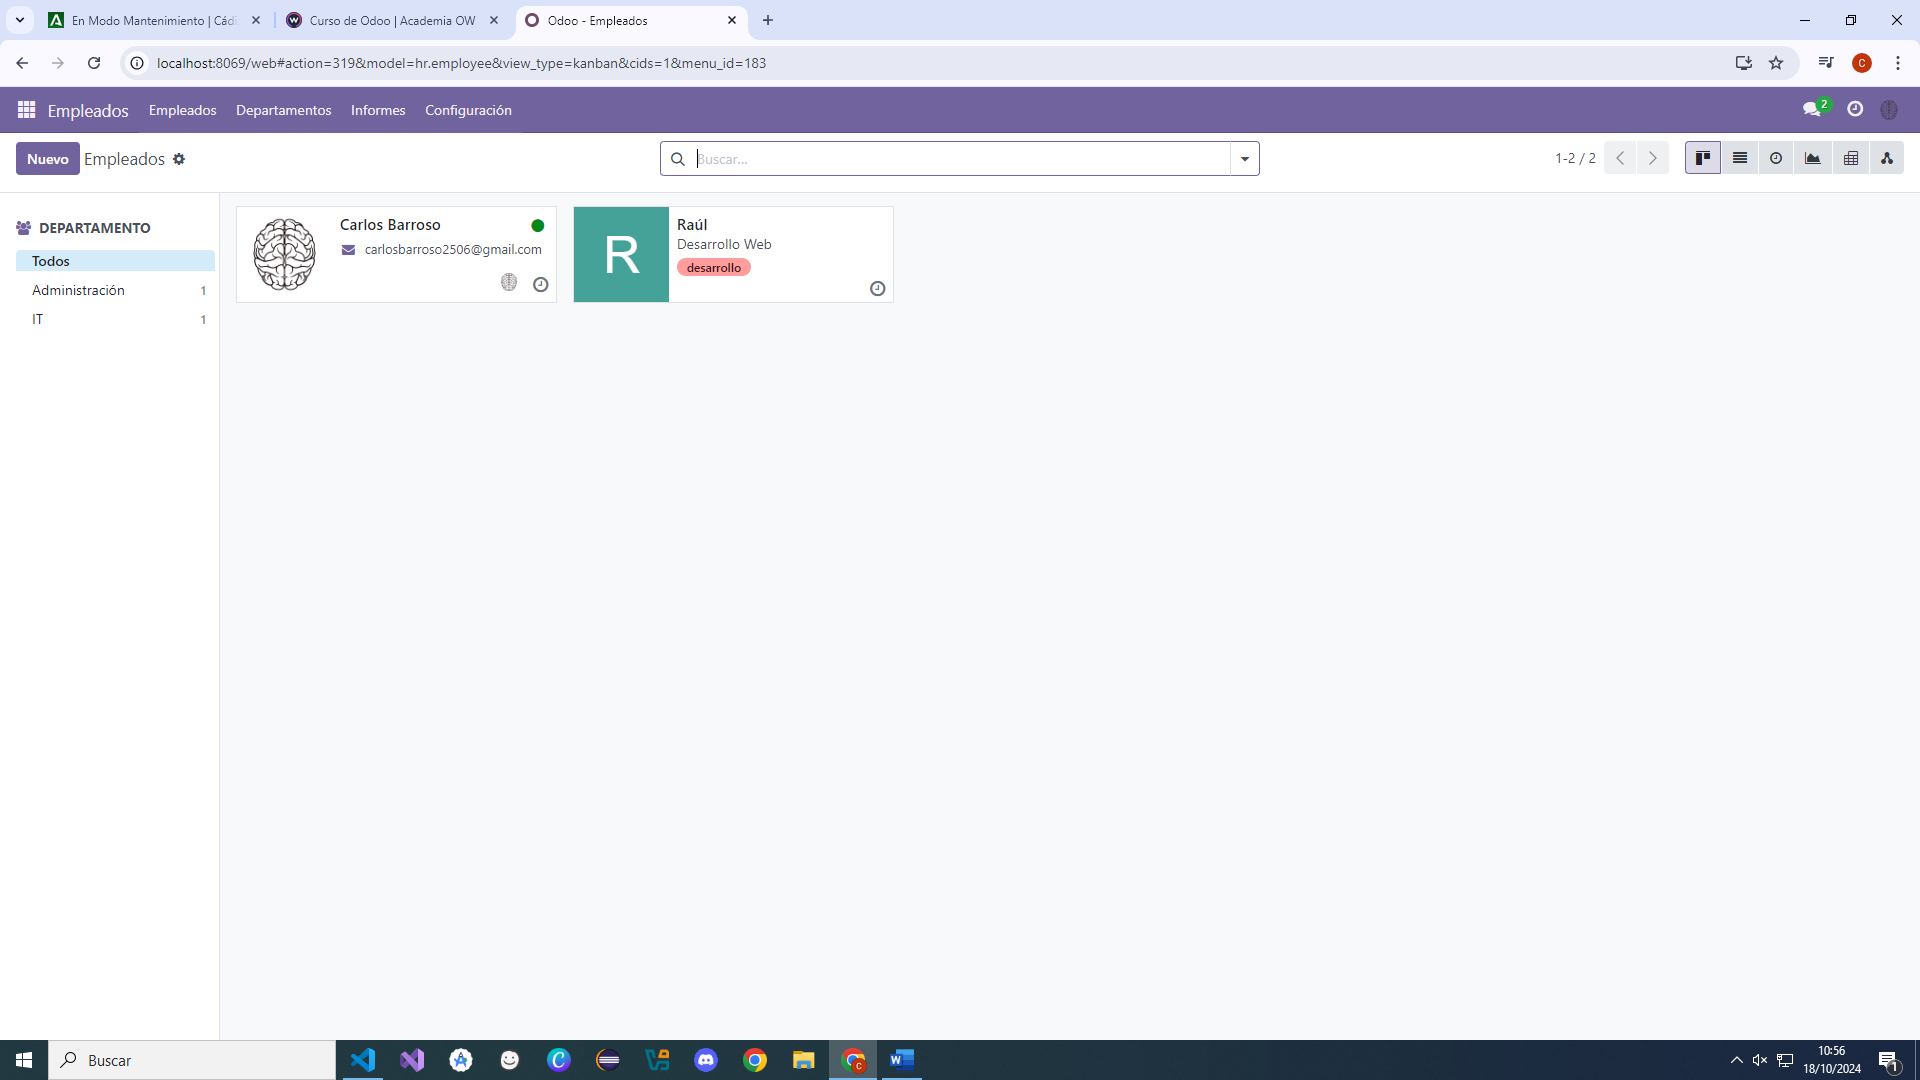 En Modo Mantenimiento | Cádi
Curso de Odoo | Academia OW
Odoo - Empleados
localhost:8069/web#action=319&model=hr.employee&view_type=kanban&cids=1&menu_id=183
C
Empleados
Empleados
Departamentos
Informes
Configuración
2
Nuevo
Empleados
Buscar...
1-2 / 2
DEPARTAMENTO
Todos
Administración 1
IT 1
Carlos Barroso
carlosbarroso2506@gmail.com
R
Raúl
Desarrollo Web
desarrollo
Buscar
10:56
18/10/2024
1